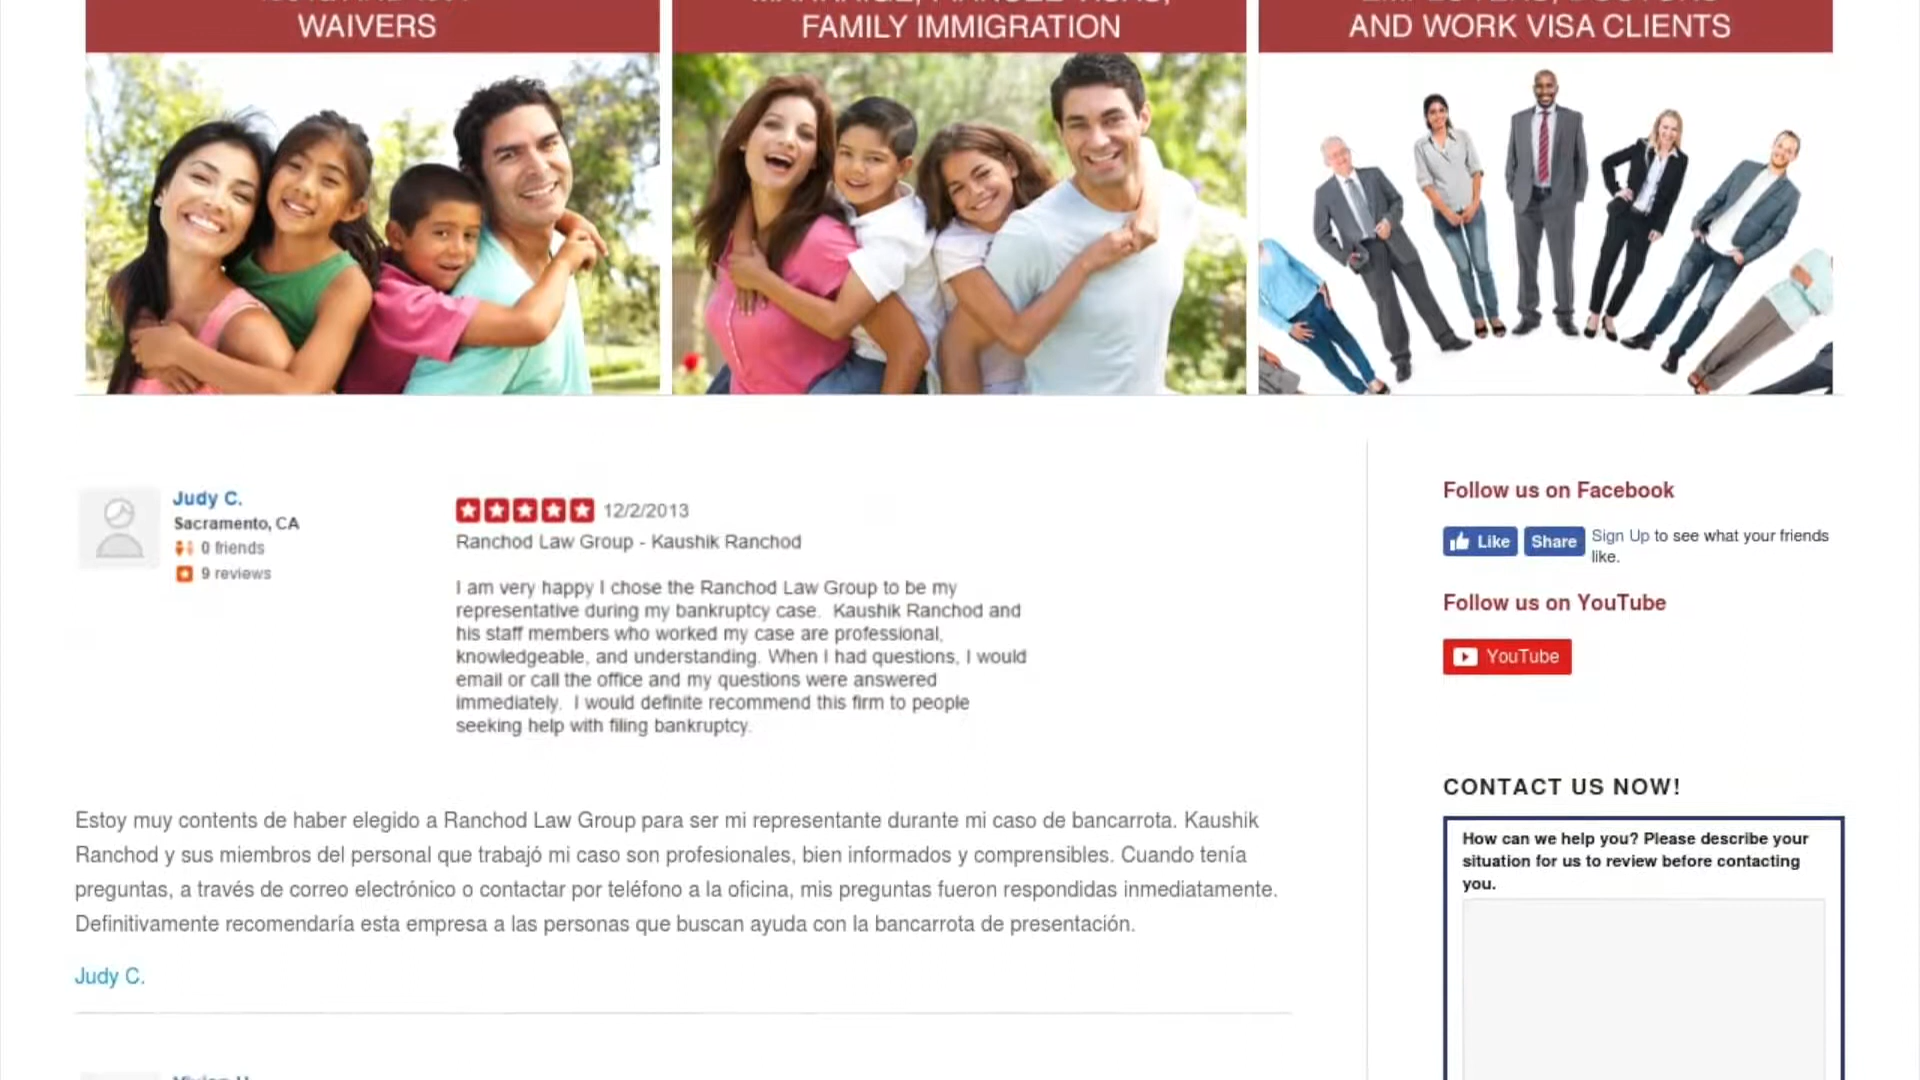 WAIVERS
FAMILY IMMIGRATION
AND WORK VISA CLIENTS
Judy C.
Sacramento, CA
0 friends
9 reviews
12/2/2013
Ranchod Law Group - Kaushik Ranchod
I am very happy I chose the Ranchod Law Group to be my
representative during my bankruptcy case. Kaushik Ranchod and
his staff members who worked my case are professional,
knowledgeable, and understanding. When I had questions, I would
email or call the office and my questions were answered
immediately. I would definite recommend this firm to people
seeking help with filing bankruptcy.
Estoy muy contents de haber elegido a Ranchod Law Group para ser mi representante durante mi caso de bancarrota. Kaushik
Ranchod y sus miembros del personal que trabajó mi caso son profesionales, bien informados y comprensibles. Cuando tenía
preguntas, a través de correo electrónico o contactar por teléfono a la oficina, mis preguntas fueron respondidas inmediatamente.
Definitivamente recomendaría esta empresa a las personas que buscan ayuda con la bancarrota de presentación.
Judy C.
Follow us on Facebook
Like Share Sign Up to see what your friends
like.
Follow us on YouTube
YouTube
CONTACT US NOW!
How can we help you? Please describe your
situation for us to review before contacting
you.